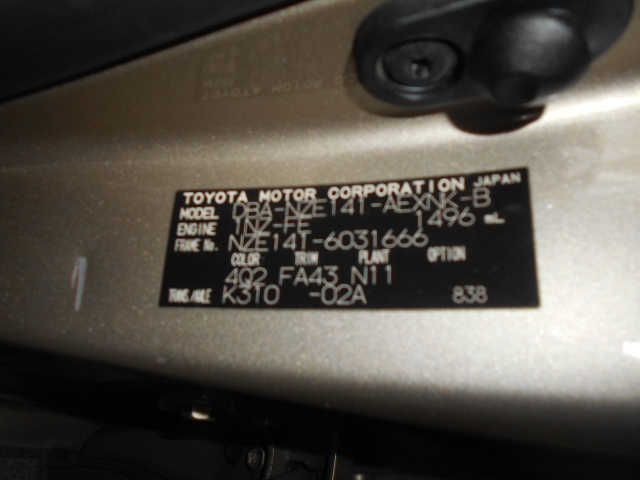 TOYOTA MOTOR CORPORATION JAPAN
MODEL DBA-NZE141-AEXNK-B
ENGINE 1NZ-FE 1496 mL
FRAME No. NZE141-6031666
COLOR TRIM PLANT OPTION
4Q2 FA43 N11
TRANS/AXLE K310 -02A 838